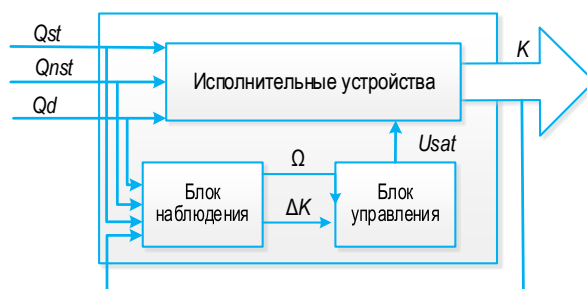 Qst
K
Qnst
Исполнительные устройства
Qd
Usat
Ω
Блок
наблюдения
Блок
управления
ΔK